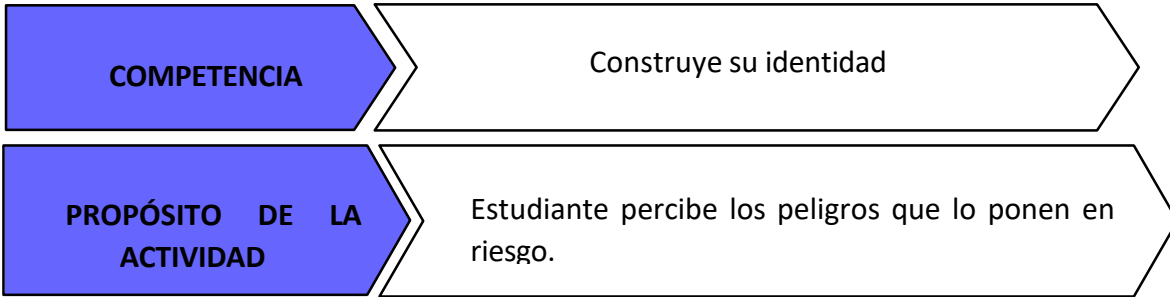 COMPETENCIA
Construye su identidad
PROPÓSITO DE LA
ACTIVIDAD
Estudiante percibe los peligros que lo ponen en
riesgo.